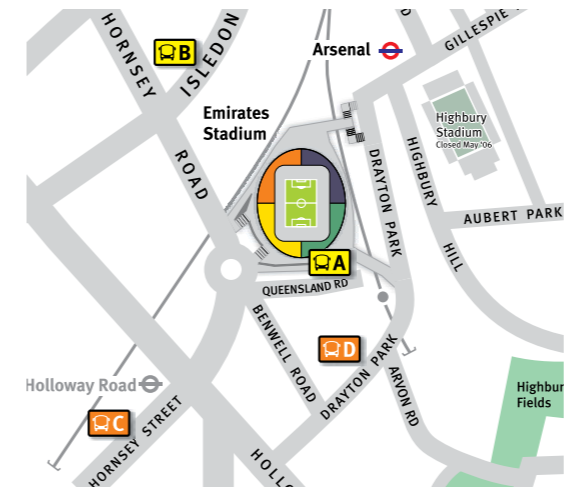 HORNSEY
ROAD
B
ISLEDON
Arsenal
D
GILLESPIE
Emirates
Stadium
Highbury
Stadium
Closed May '06
DRAYTON PARK
HIGHBURY
HILL
AUBERT PARK
A
QUEENSLAND RD
BENWELL ROAD
D
DRAYTON PARK
ARVON RD
Holloway Road
C
HORNSEY STREET
HOLLO
Highbur
Fields